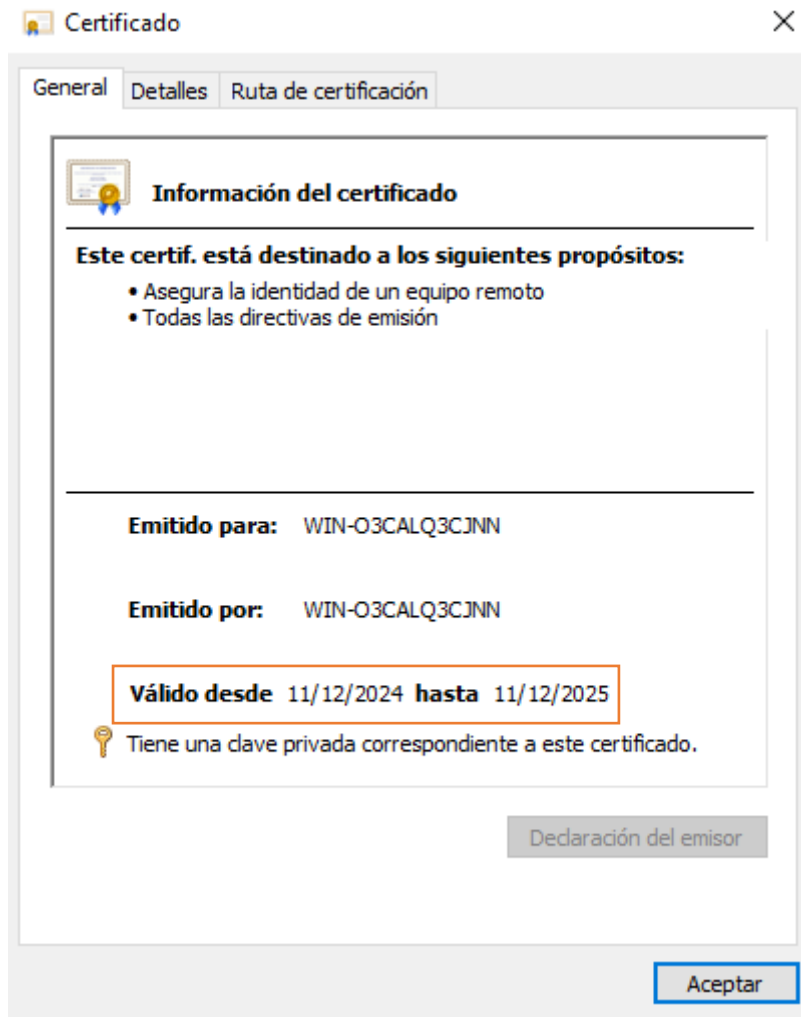 Certificado
General Detalles Ruta de certificación
Información del certificado
Este certif. está destinado a los siguientes propósitos:
• Asegura la identidad de un equipo remoto
• Todas las directivas de emisión
Emitido para: WIN-O3CALQ3CJNN
Emitido por: WIN-O3CALQ3CJNN
Válido desde 11/12/2024 hasta 11/12/2025
Tiene una clave privada correspondiente a este certificado.
Declaración del emisor
Aceptar